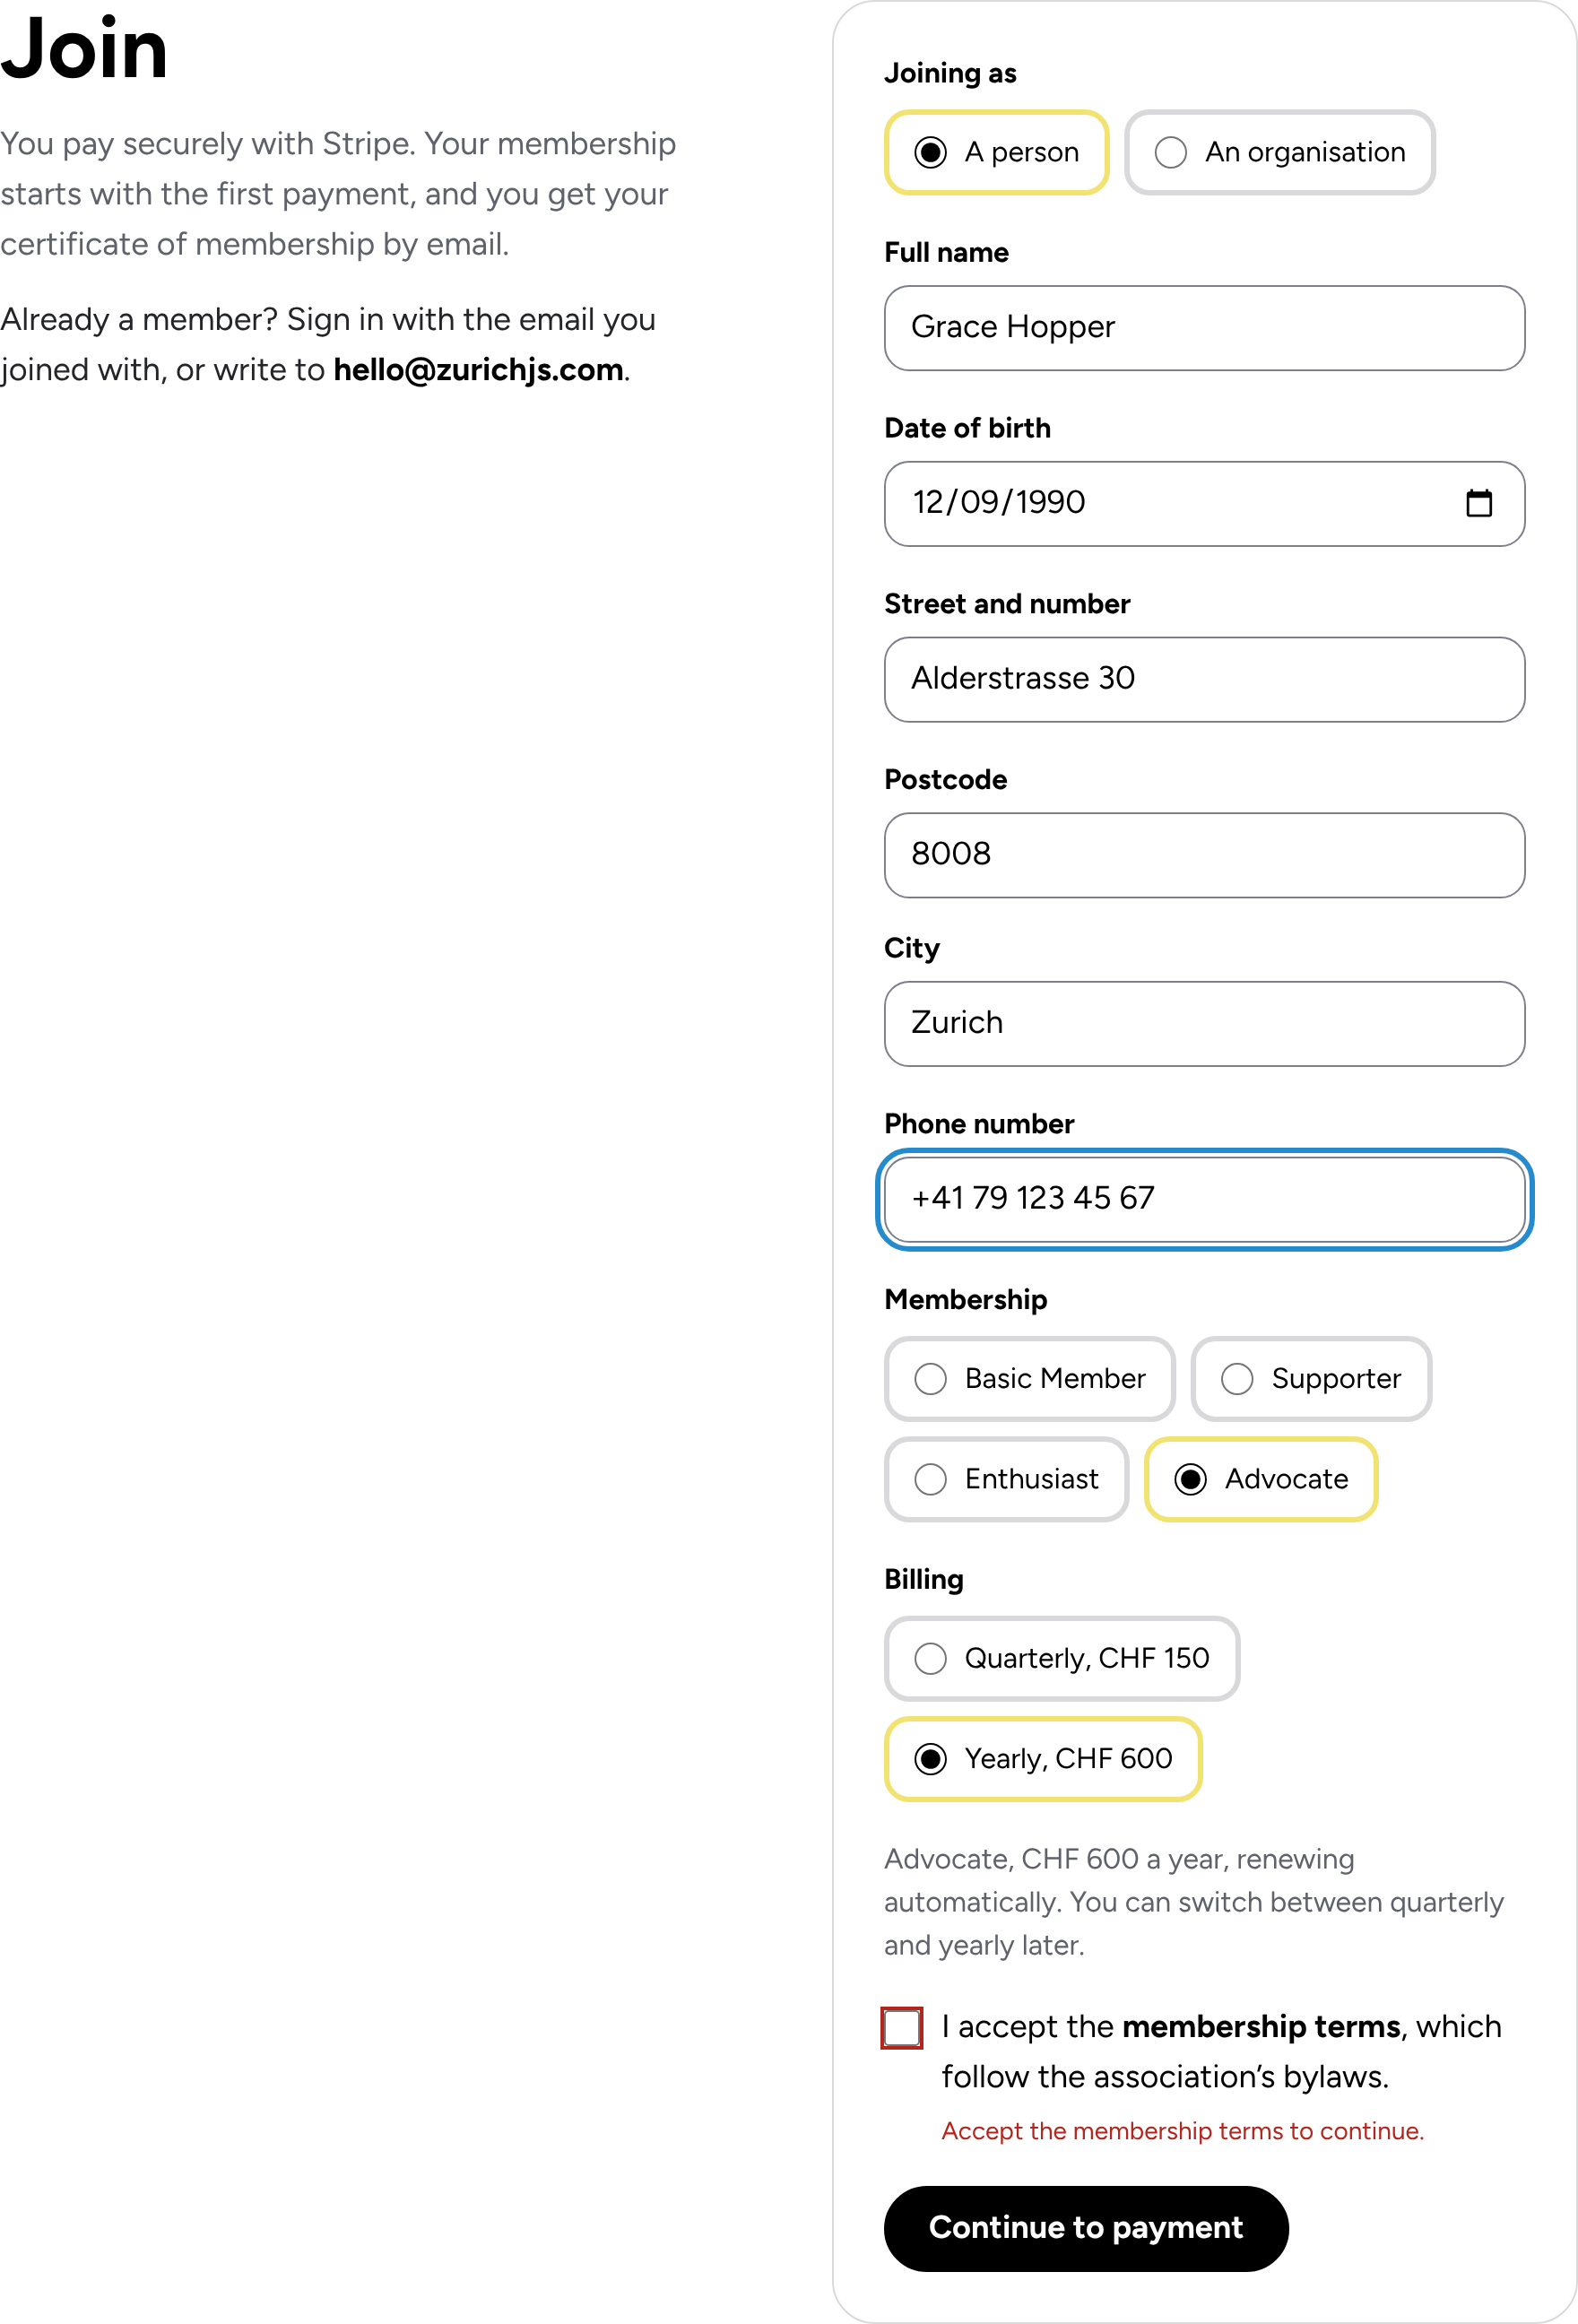 Join
You pay securely with Stripe. Your membership
starts with the first payment, and you get your
certificate of membership by email.
Already a member? Sign in with the email you
joined with, or write to hello@zurichjs.com.
Joining as
A person
An organisation
Full name
Grace Hopper
Date of birth
12/09/1990
Street and number
Alderstrasse 30
Postcode
8008
City
Zurich
Phone number
+41 79 123 45 67
Membership
Basic Member
Supporter
Enthusiast
Advocate
Billing
Quarterly, CHF 150
Yearly, CHF 600
Advocate, CHF 600 a year, renewing
automatically. You can switch between quarterly
and yearly later.
I accept the membership terms, which
follow the association’s bylaws.
Accept the membership terms to continue.
Continue to payment